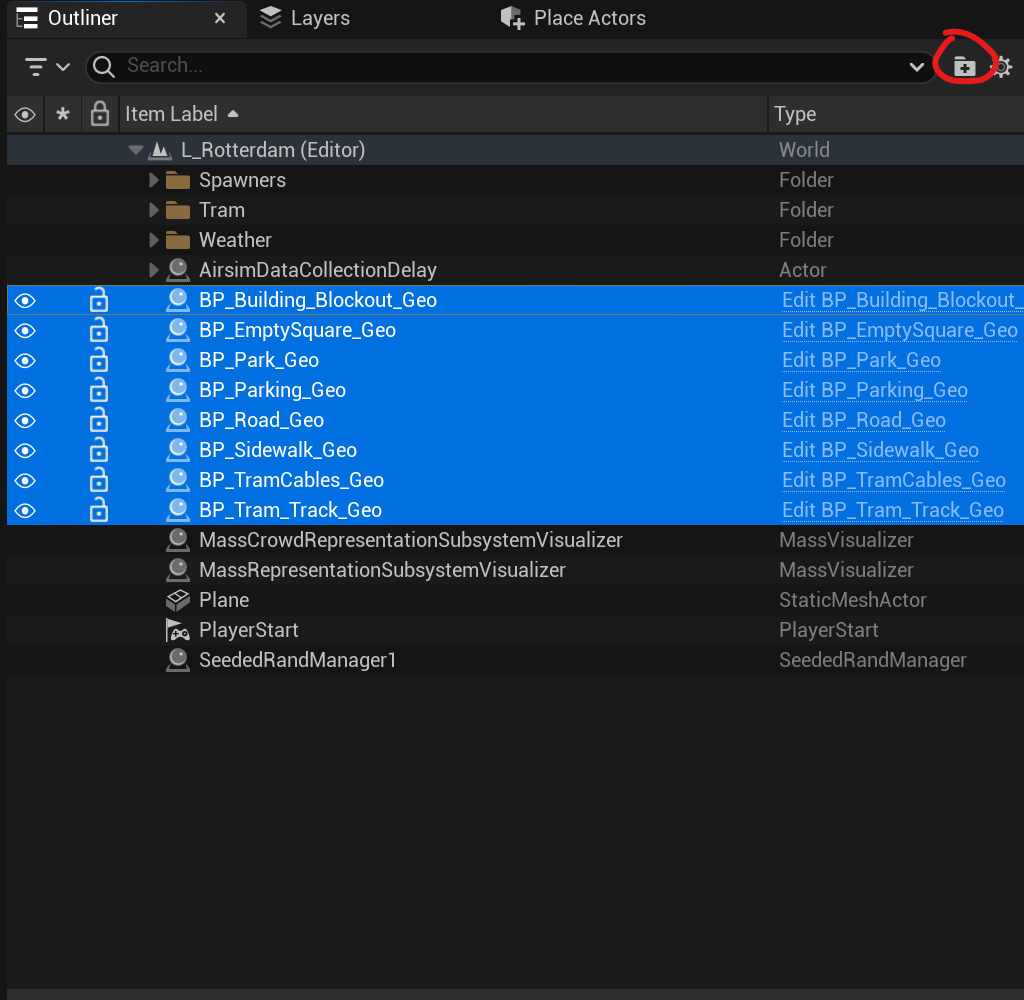 Outliner Layers Place Actors
Search...
Item Label Type
L_Rotterdam (Editor) World
Spawners Folder
Tram Folder
Weather Folder
AirsimDataCollectionDelay Actor
BP_Building_Blockout_Geo Edit BP_Building_Blockout_
BP_EmptySquare_Geo Edit BP_EmptySquare_Geo
BP_Park_Geo Edit BP_Park_Geo
BP_Parking_Geo Edit BP_Parking_Geo
BP_Road_Geo Edit BP_Road_Geo
BP_Sidewalk_Geo Edit BP_Sidewalk_Geo
BP_TramCables_Geo Edit BP_TramCables_Geo
BP_Tram_Track_Geo Edit BP_Tram_Track_Geo
MassCrowdRepresentationSubsystemVisualizer MassVisualizer
MassRepresentationSubsystemVisualizer MassVisualizer
Plane StaticMeshActor
PlayerStart PlayerStart
SeededRandManager1 SeededRandManager